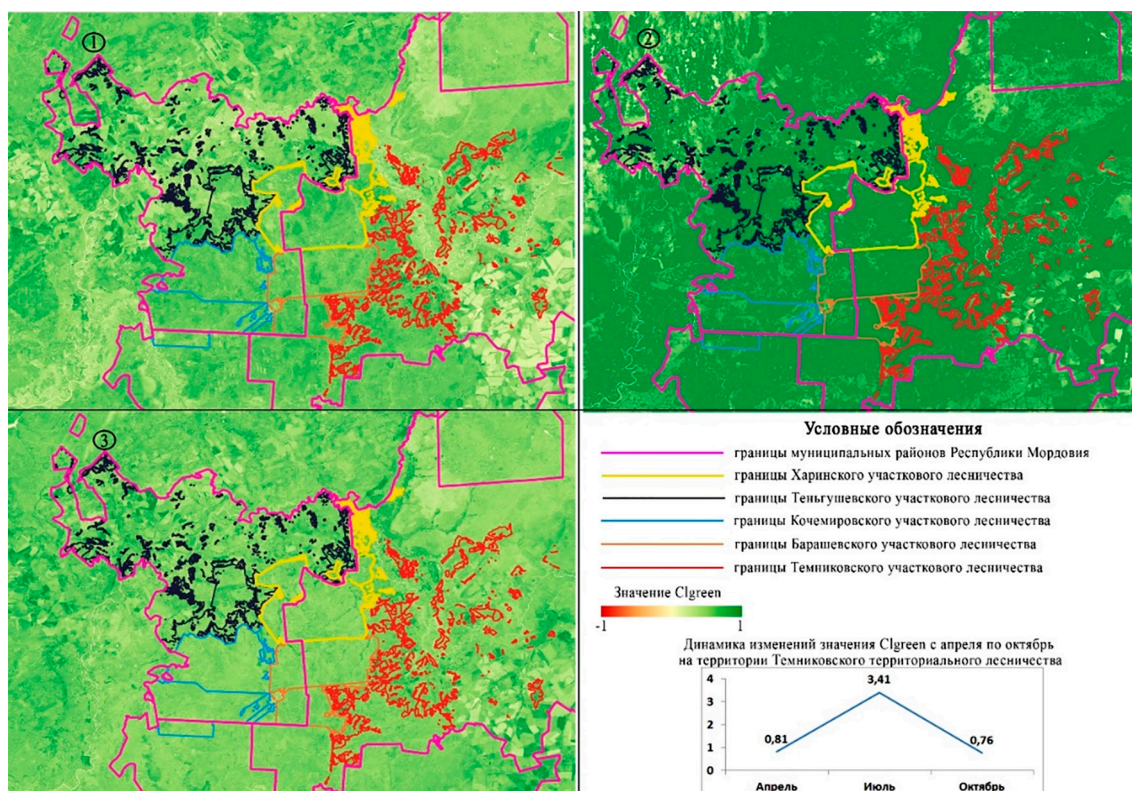 1
2
3
Условные обозначения
границы муниципальных районов Республики Мордовия
границы Харинского участкового лесничества
границы Теньгушевского участкового лесничества
границы Кочемировского участкового лесничества
границы Барашевского участкового лесничества
границы Темниковского участкового лесничества
Значение CIgreen
-1 1
Динамика изменений значения CIgreen с апреля по октябрь
на территории Темниковского территориального лесничества
4
3
2
1
0
0,81
3,41
0,76
Апрель Июль Октябрь